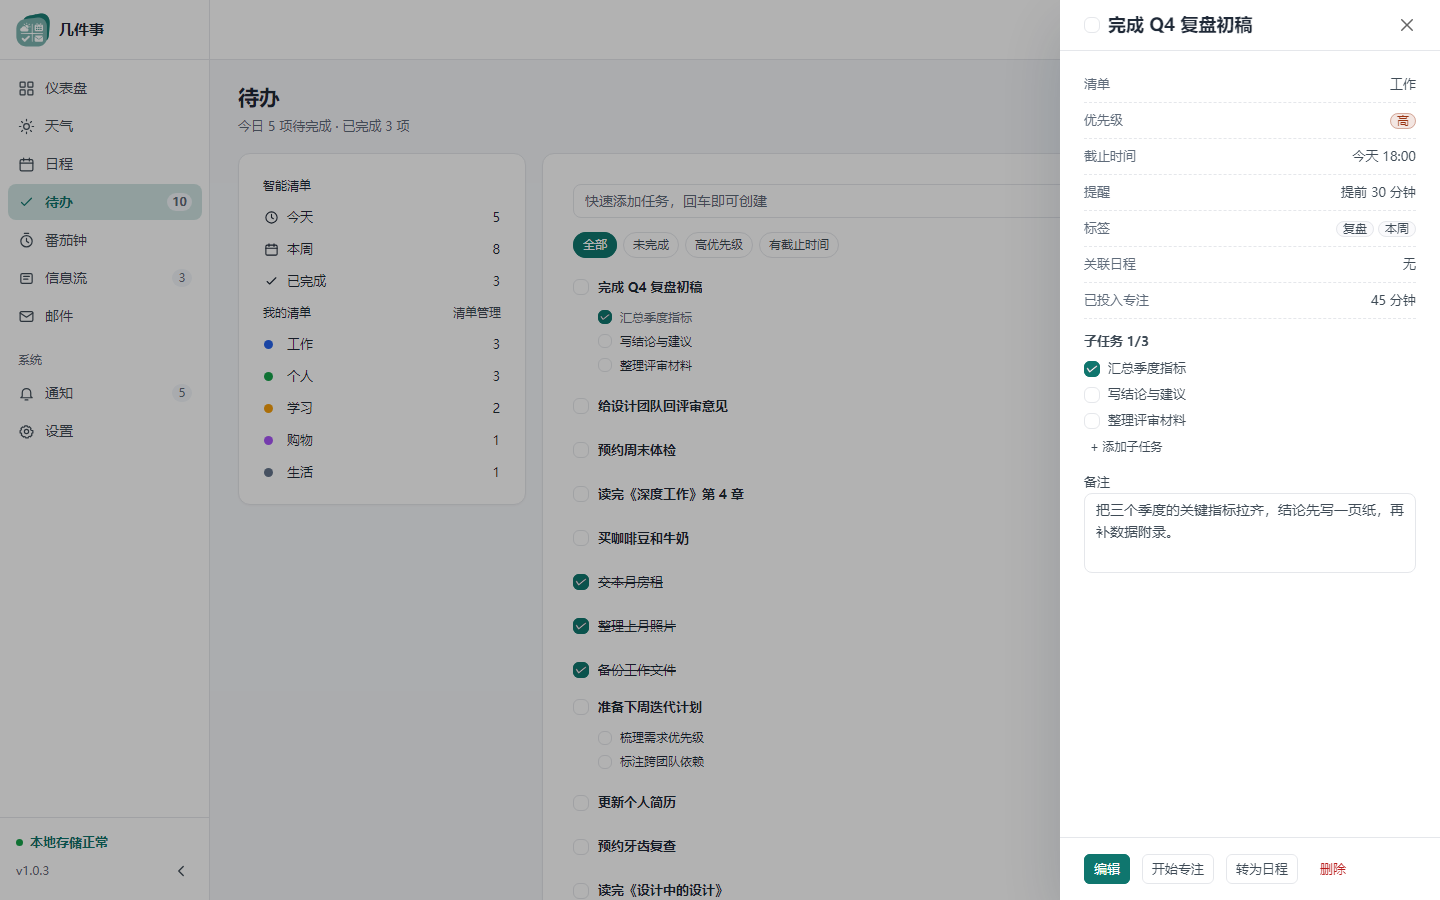 几件事
仪表盘
天气
日程
待办 10
番茄钟
信息流 3
邮件
系统
通知 5
设置
本地存储正常
v1.0.3
待办
今日 5 项待完成 · 已完成 3 项
智能清单
今天 5
本周 8
已完成 3
我的清单 清单管理
工作 3
个人 3
学习 2
购物 1
生活 1
快速添加任务，回车即可创建
全部 未完成 高优先级 有截止时间
完成 Q4 复盘初稿
汇总季度指标
写结论与建议
整理评审材料
给设计团队回评审意见
预约周末体检
读完《深度工作》第 4 章
买咖啡豆和牛奶
交本月房租
整理上月照片
备份工作文件
准备下周迭代计划
梳理需求优先级
标注跨团队依赖
更新个人简历
预约牙齿复查
读完《设计中的设计》
完成 Q4 复盘初稿
清单 工作
优先级 高
截止时间 今天 18:00
提醒 提前 30 分钟
标签 复盘 本周
关联日程 无
已投入专注 45 分钟
子任务 1/3
汇总季度指标
写结论与建议
整理评审材料
+ 添加子任务
备注
把三个季度的关键指标拉齐，结论先写一页纸，再
补数据附录。
编辑 开始专注 转为日程 删除